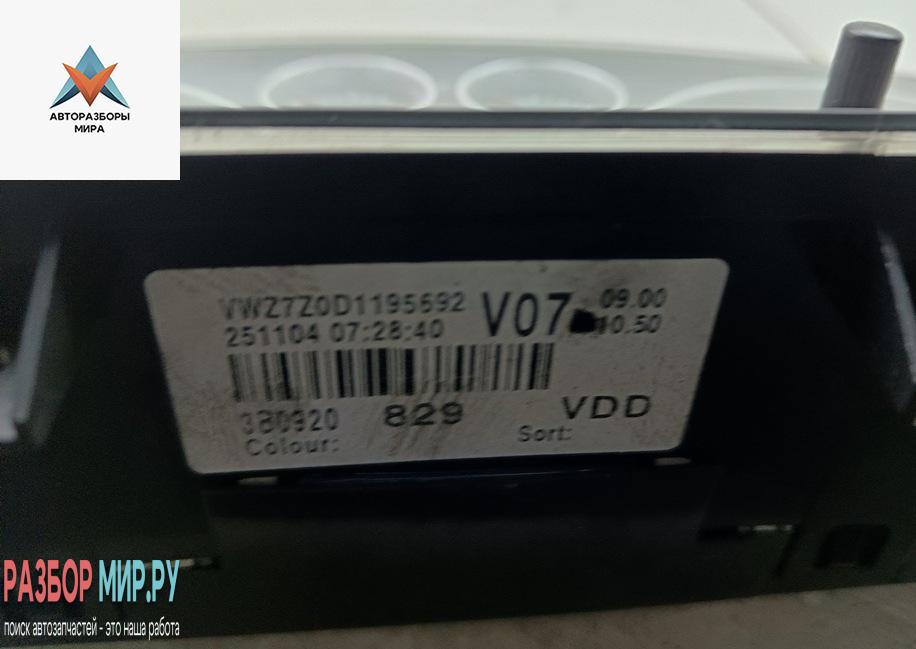 АВТОРАЗБОРЫ
МИРА
VWZ7Z0D1195692 V07 09.00
251104 07:28:40 10.50
3B0920 829 VDD
Colour: Sort:
РАЗБОР МИР.РУ
поиск автозапчастей - это наша работа